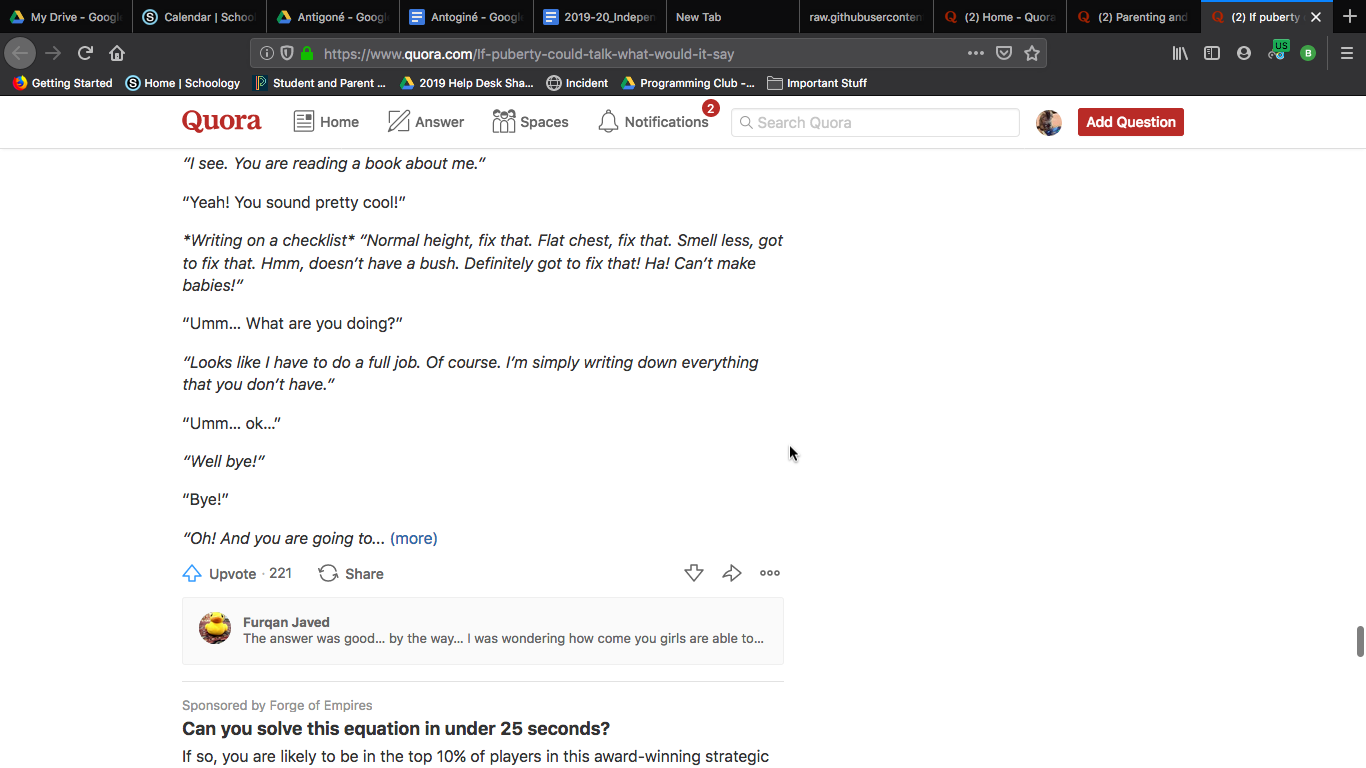 My Drive - Googl
Calendar | School
Antigoné - Googl
Antoginé - Googl
2019-20_Indepen
New Tab
raw.githubusercontent
(2) Home - Quora
(2) Parenting and
(2) If puberty
https://www.quora.com/If-puberty-could-talk-what-would-it-say
US
B
Getting Started
Home | Schoology
Student and Parent ...
2019 Help Desk Sha...
Incident
Programming Club -...
Important Stuff
Quora
Home
Answer
Spaces
Notifications
2
Search Quora
Add Question
“I see. You are reading a book about me.”
“Yeah! You sound pretty cool!”
*Writing on a checklist* “Normal height, fix that. Flat chest, fix that. Smell less, got
to fix that. Hmm, doesn’t have a bush. Definitely got to fix that! Ha! Can’t make
babies!”
“Umm... What are you doing?”
“Looks like I have to do a full job. Of course. I’m simply writing down everything
that you don’t have.”
“Umm... ok...”
“Well bye!”
“Bye!”
“Oh! And you are going to... (more)
Upvote · 221
Share
Furqan Javed
The answer was good... by the way... I was wondering how come you girls are able to...
Sponsored by Forge of Empires
Can you solve this equation in under 25 seconds?
If so, you are likely to be in the top 10% of players in this award-winning strategic